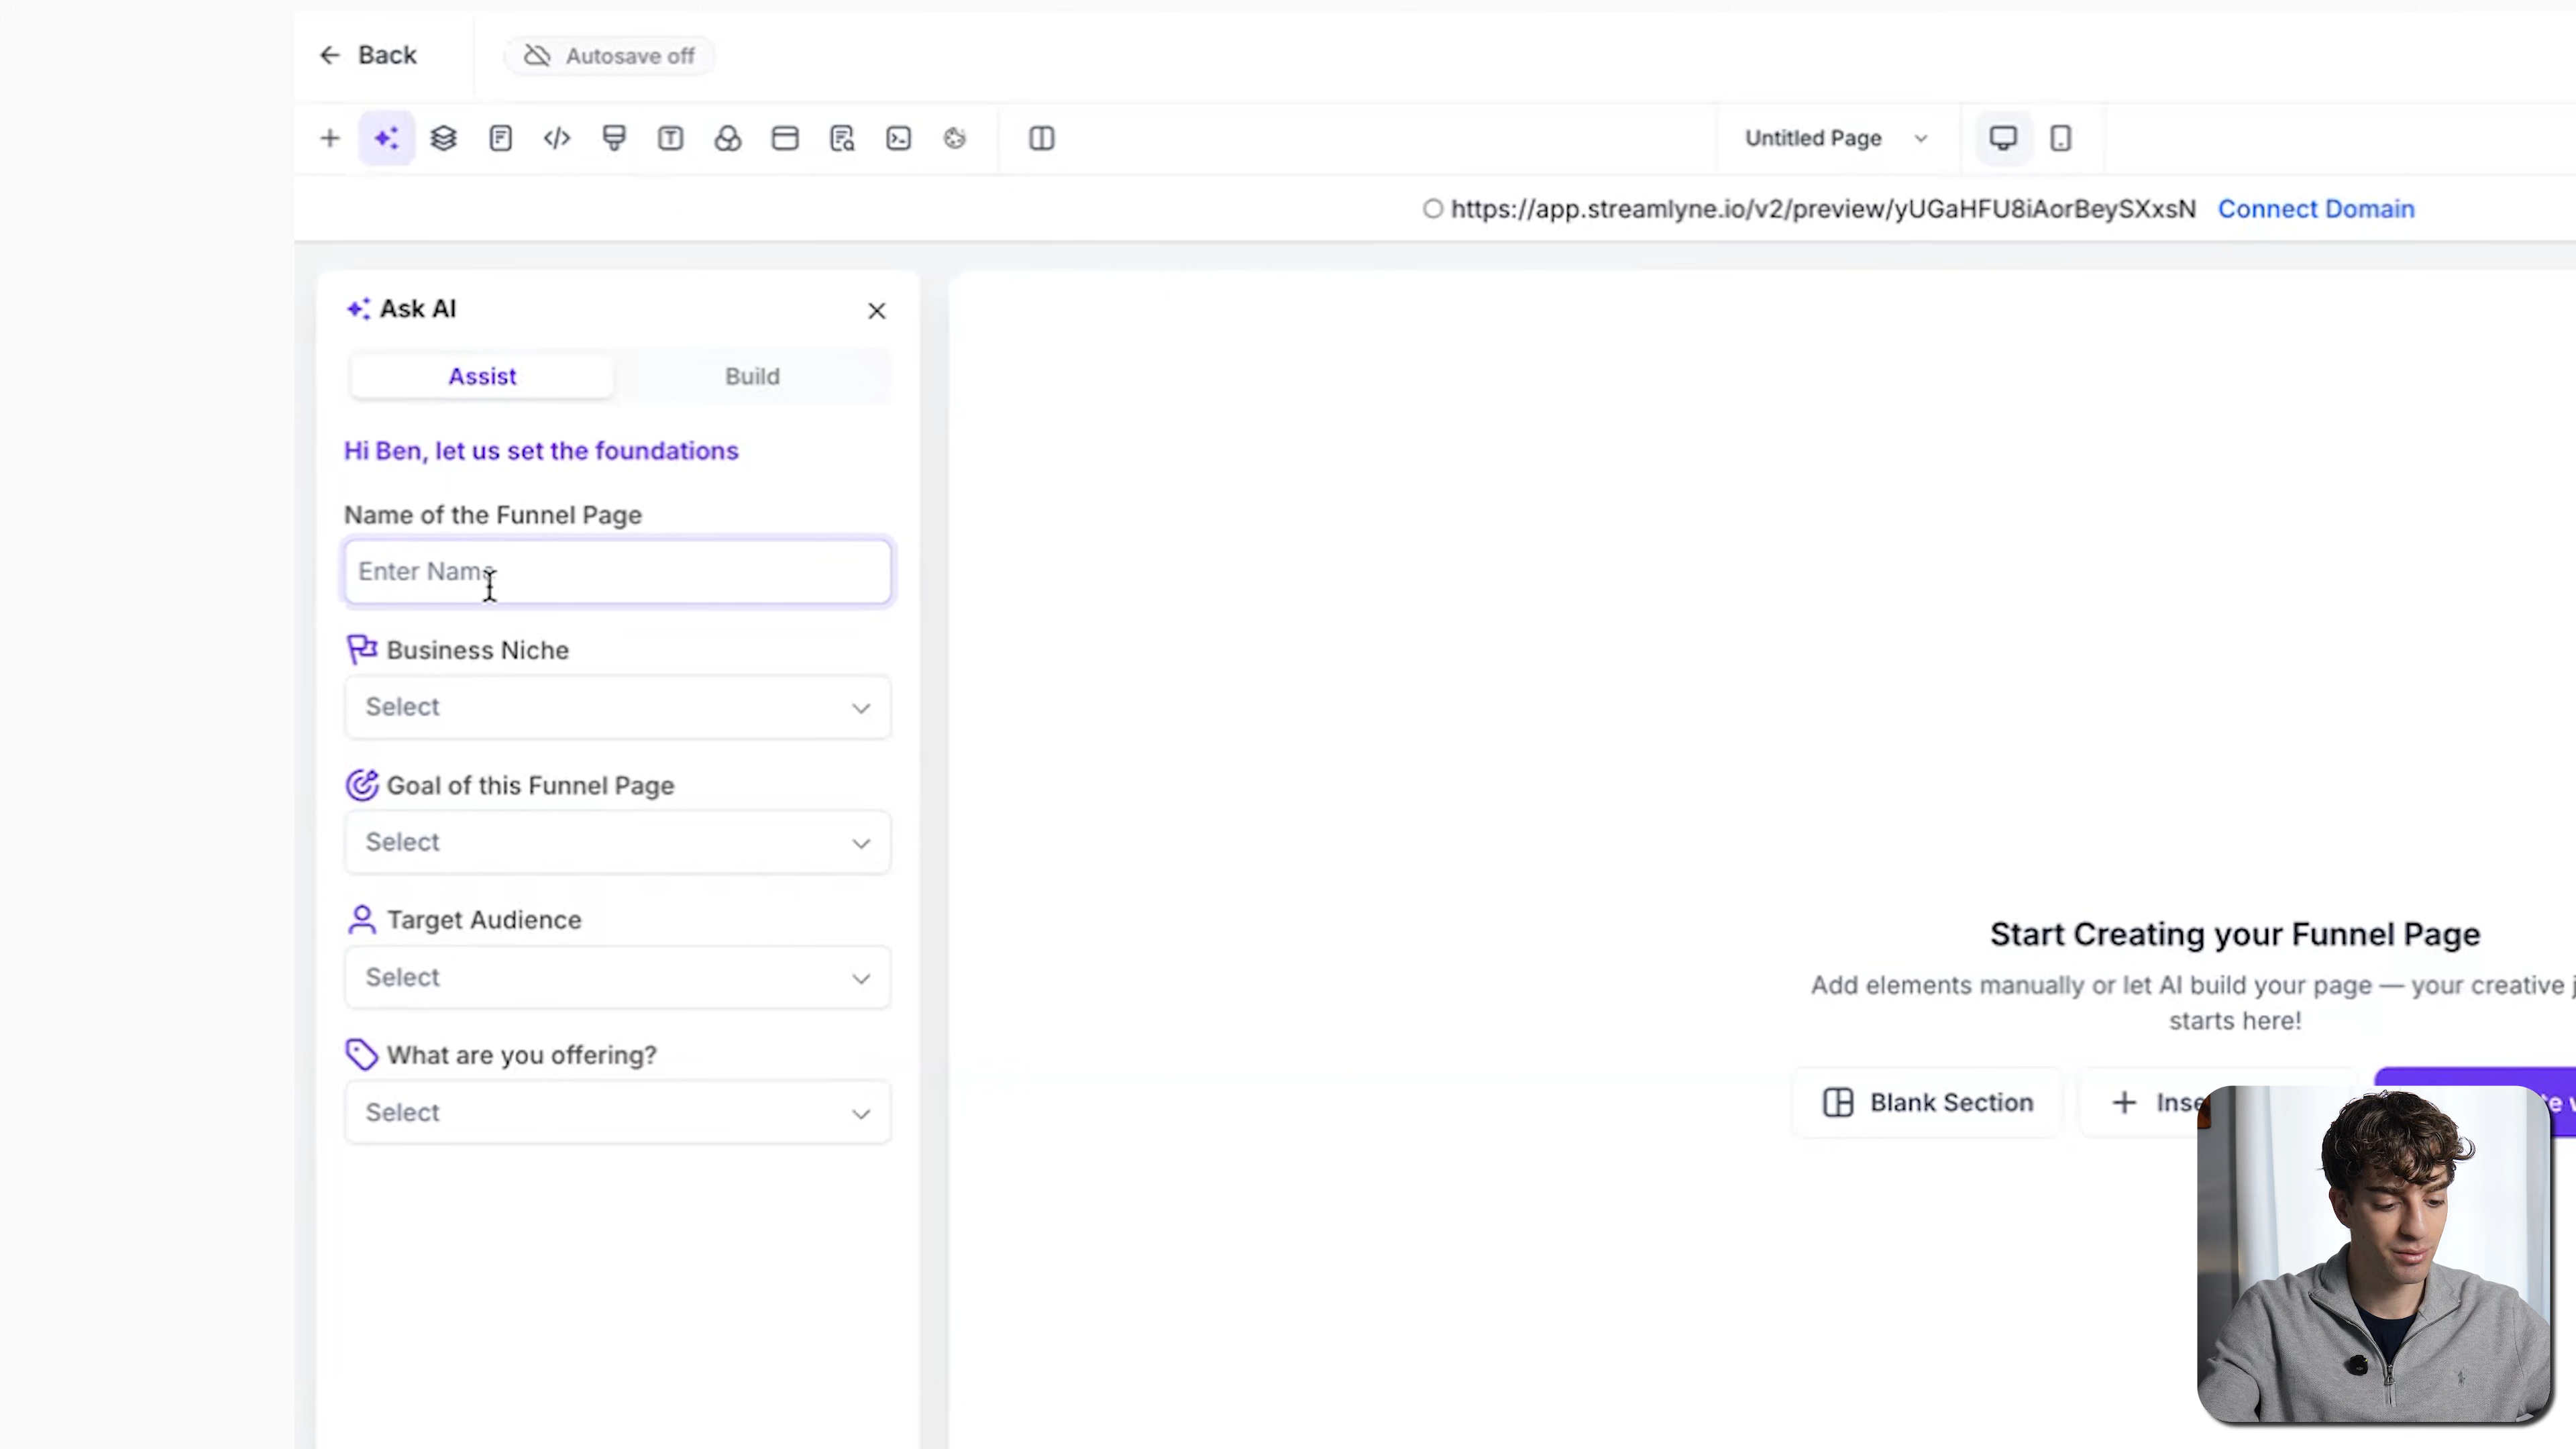 Back
Autosave off
Untitled Page
https://app.streamlyne.io/v2/preview/yUGaHFU8iAorBeySXxsN Connect Domain
Ask AI
Assist
Build
Hi Ben, let us set the foundations
Name of the Funnel Page
Enter Name
Business Niche
Select
Goal of this Funnel Page
Select
Target Audience
Select
What are you offering?
Select
Start Creating your Funnel Page
Add elements manually or let AI build your page — your creative
starts here!
Blank Section